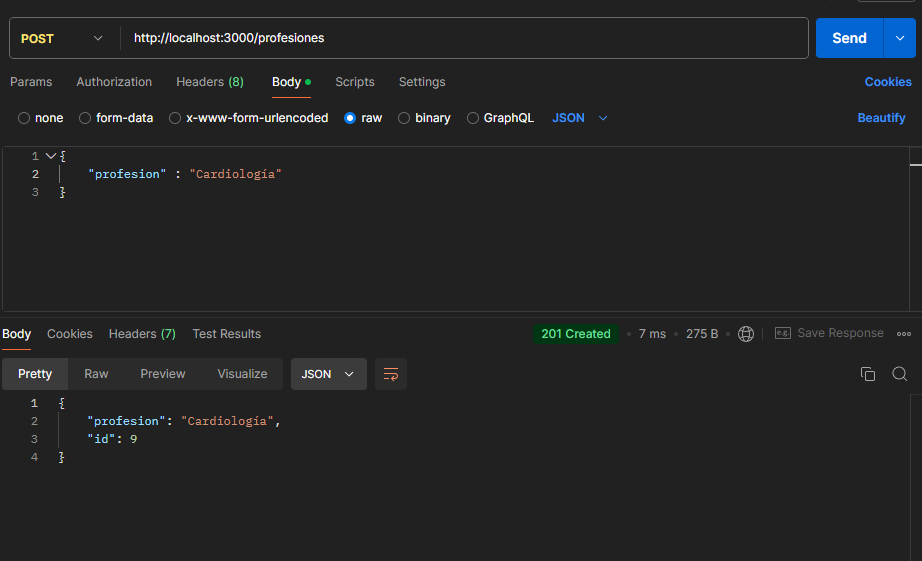 POST http://localhost:3000/profesiones Send
Params Authorization Headers (8) Body Scripts Settings Cookies
none form-data x-www-form-urlencoded raw binary GraphQL JSON Beautify
1 {
2 "profesion" : "Cardiología"
3 }
Body Cookies Headers (7) Test Results 201 Created 7 ms 275 B e.g. Save Response
Pretty Raw Preview Visualize JSON
1 {
2 "profesion": "Cardiología",
3 "id": 9
4 }